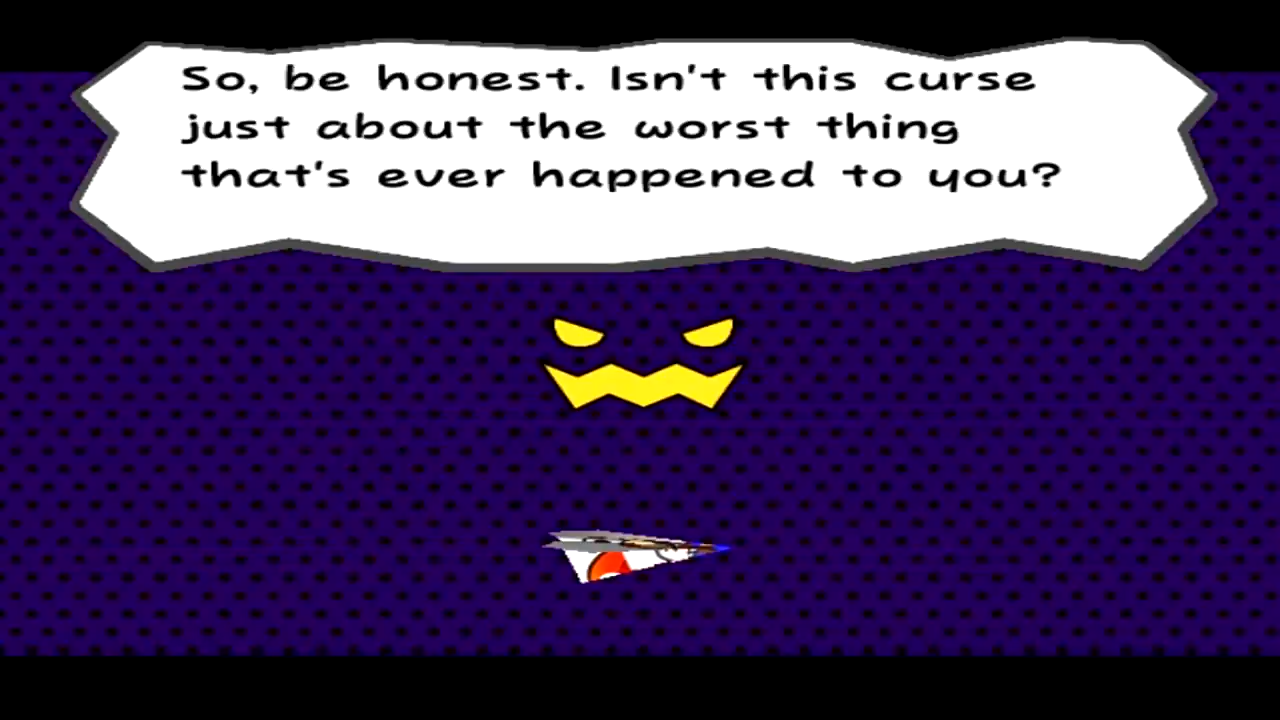 So, be honest. Isn't this curse
just about the worst thing
that's ever happened to you?